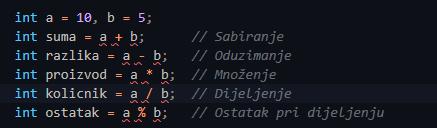 int a = 10, b = 5;
int suma = a + b;      // Sabiranje
int razlika = a - b;   // Oduzimanje
int proizvod = a * b;  // Množenje
int kolicnik = a / b;  // Dijeljenje
int ostatak = a % b;   // Ostatak pri dijeljenju